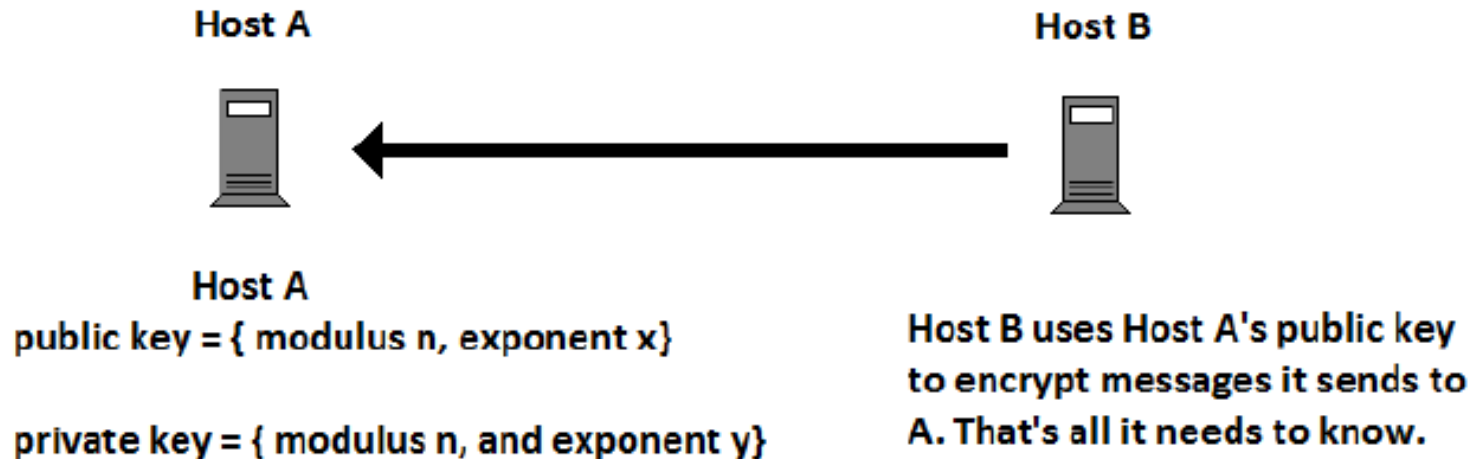 Host A
Host B
Host A
public key = { modulus n, exponent x}
private key = { modulus n, and exponent y}
Host B uses Host A's public key
to encrypt messages it sends to
A. That's all it needs to know.